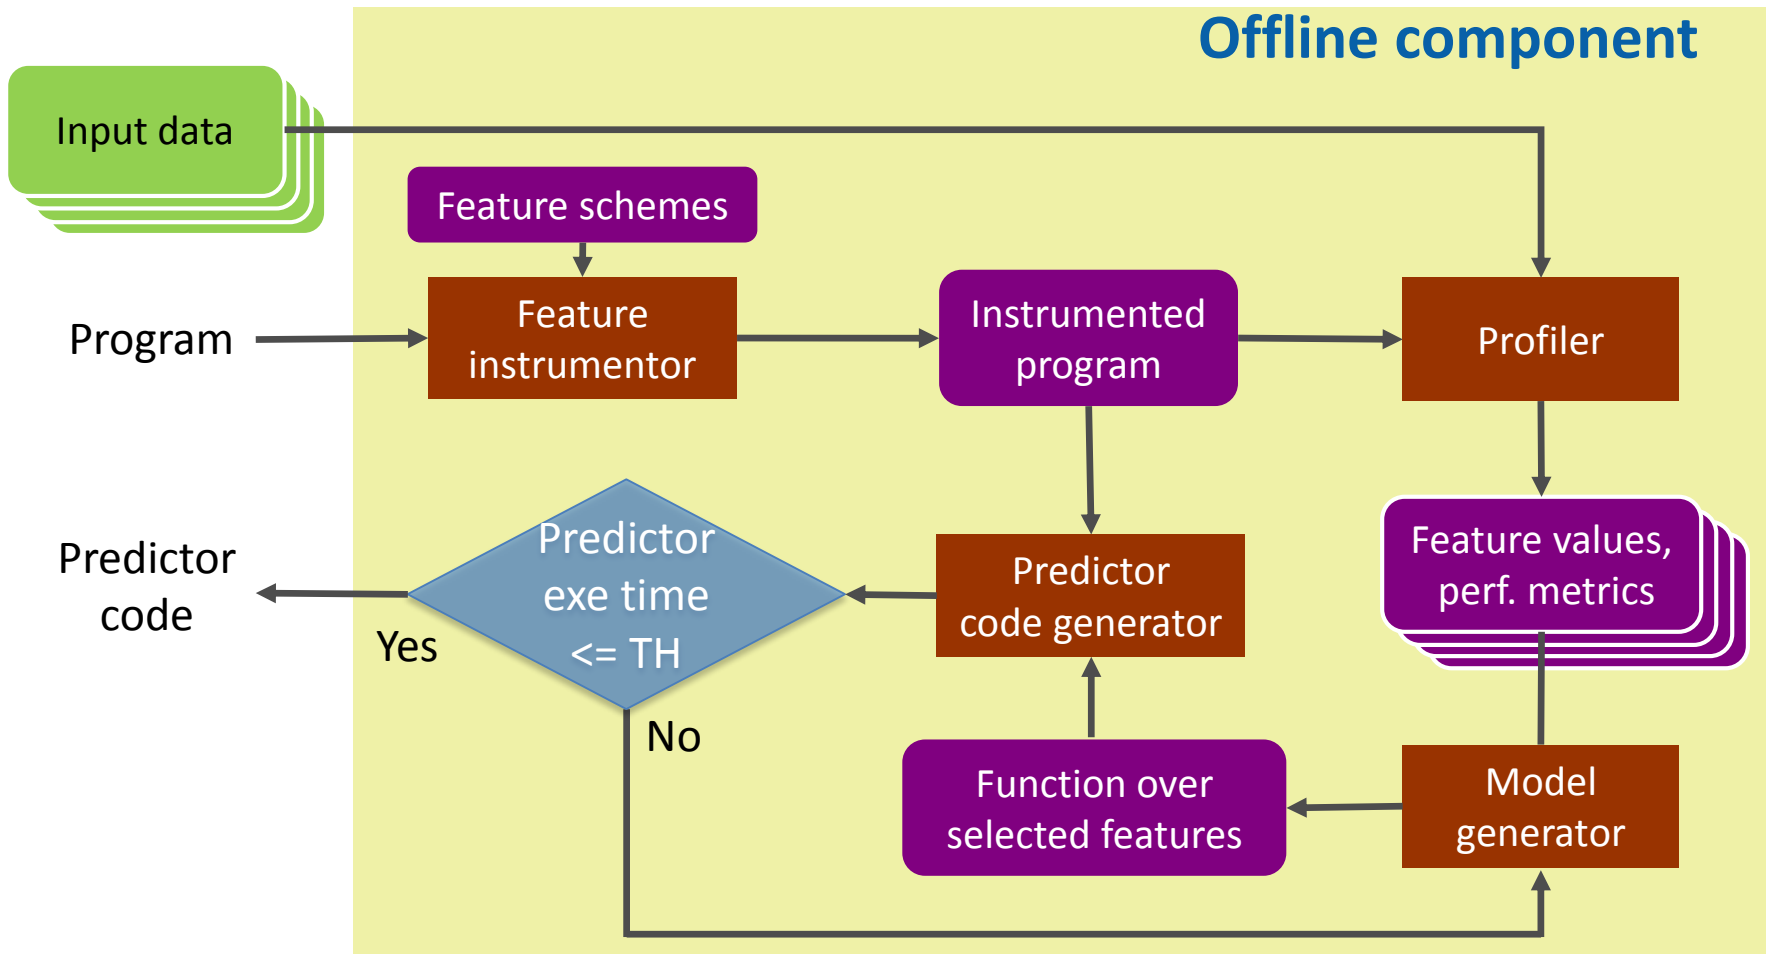 Offline component
Input data
Feature schemes
Program
Feature
instrumentor
Instrumented
program
Profiler
Predictor
code
Yes
Predictor
exe time
<= TH
No
Predictor
code generator
Feature values,
perf. metrics
Function over
selected features
Model
generator